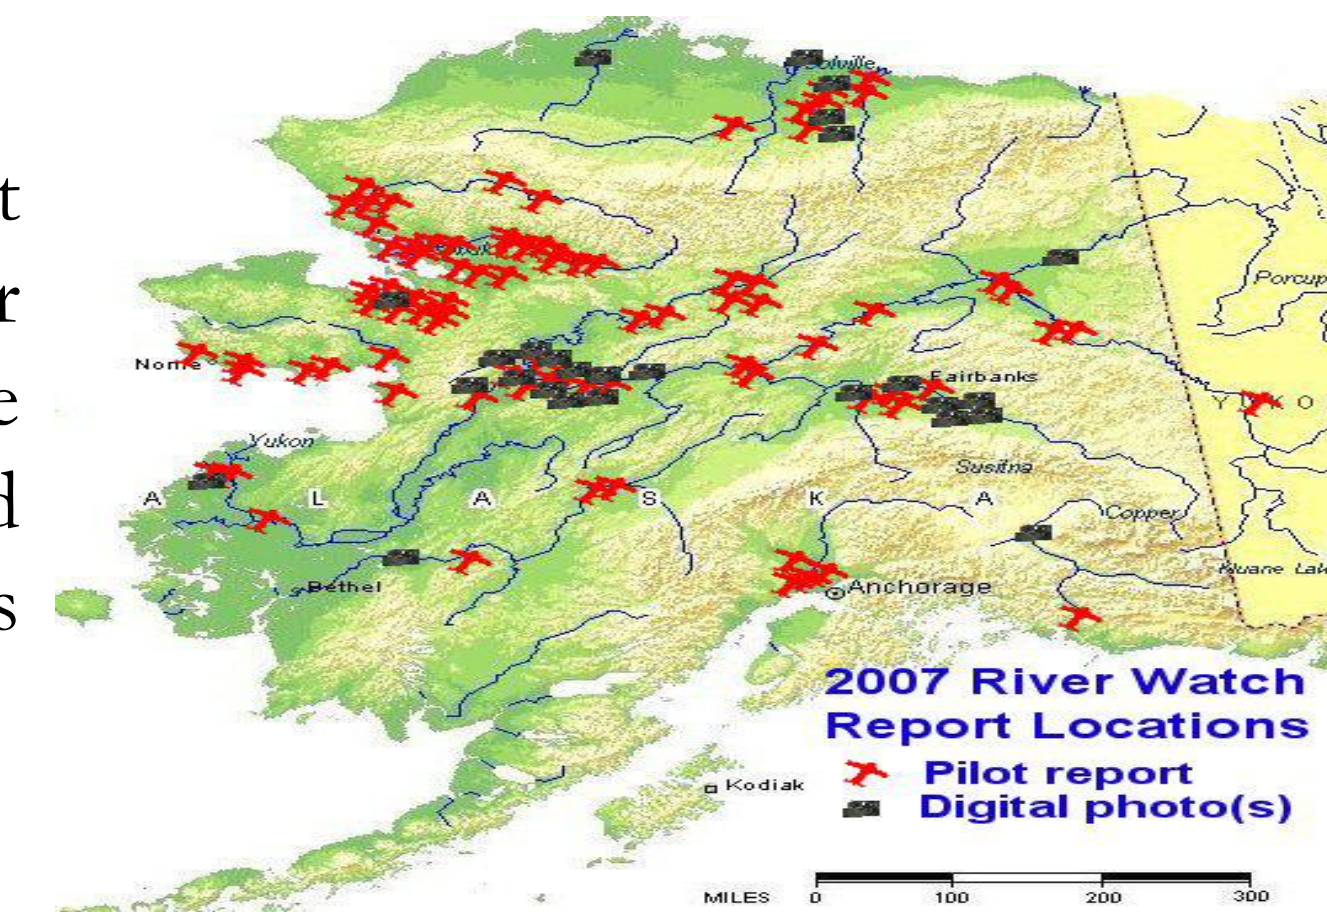 t
r
e
d
s
Colville
Nome
Fairbanks
Porcup
Y K O
Yukon
Susitna
A L A S K A
Copper
Kluane Lak
Bethel
Anchorage
2007 River Watch
Report Locations
Pilot report
Digital photo(s)
Kodiak
MILES 0 100 200 300